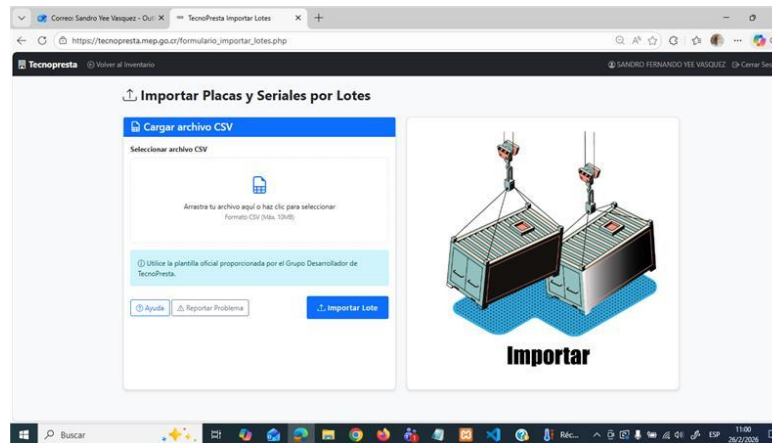 Correo: Sandro Yee Vasquez - Out
TecnoPresta Importar Lotes
https://tecnopresta.mep.go.cr/formulario_importar_lotes.php
Tecnopresta
Volver al Inventario
SANDRO FERNANDO YEE VASQUEZ
Cerrar Ses
Importar Placas y Seriales por Lotes
Cargar archivo CSV
Seleccionar archivo CSV
Arrastra tu archivo aquí o haz clic para seleccionar
Formato CSV (Máx. 10MB)
Utilice la plantilla oficial proporcionada por el Grupo Desarrollador de
TecnoPresta.
Ayuda
Reportar Problema
Importar Lote
Importar
Buscar
Réc...
ESP
11:00
26/2/2026